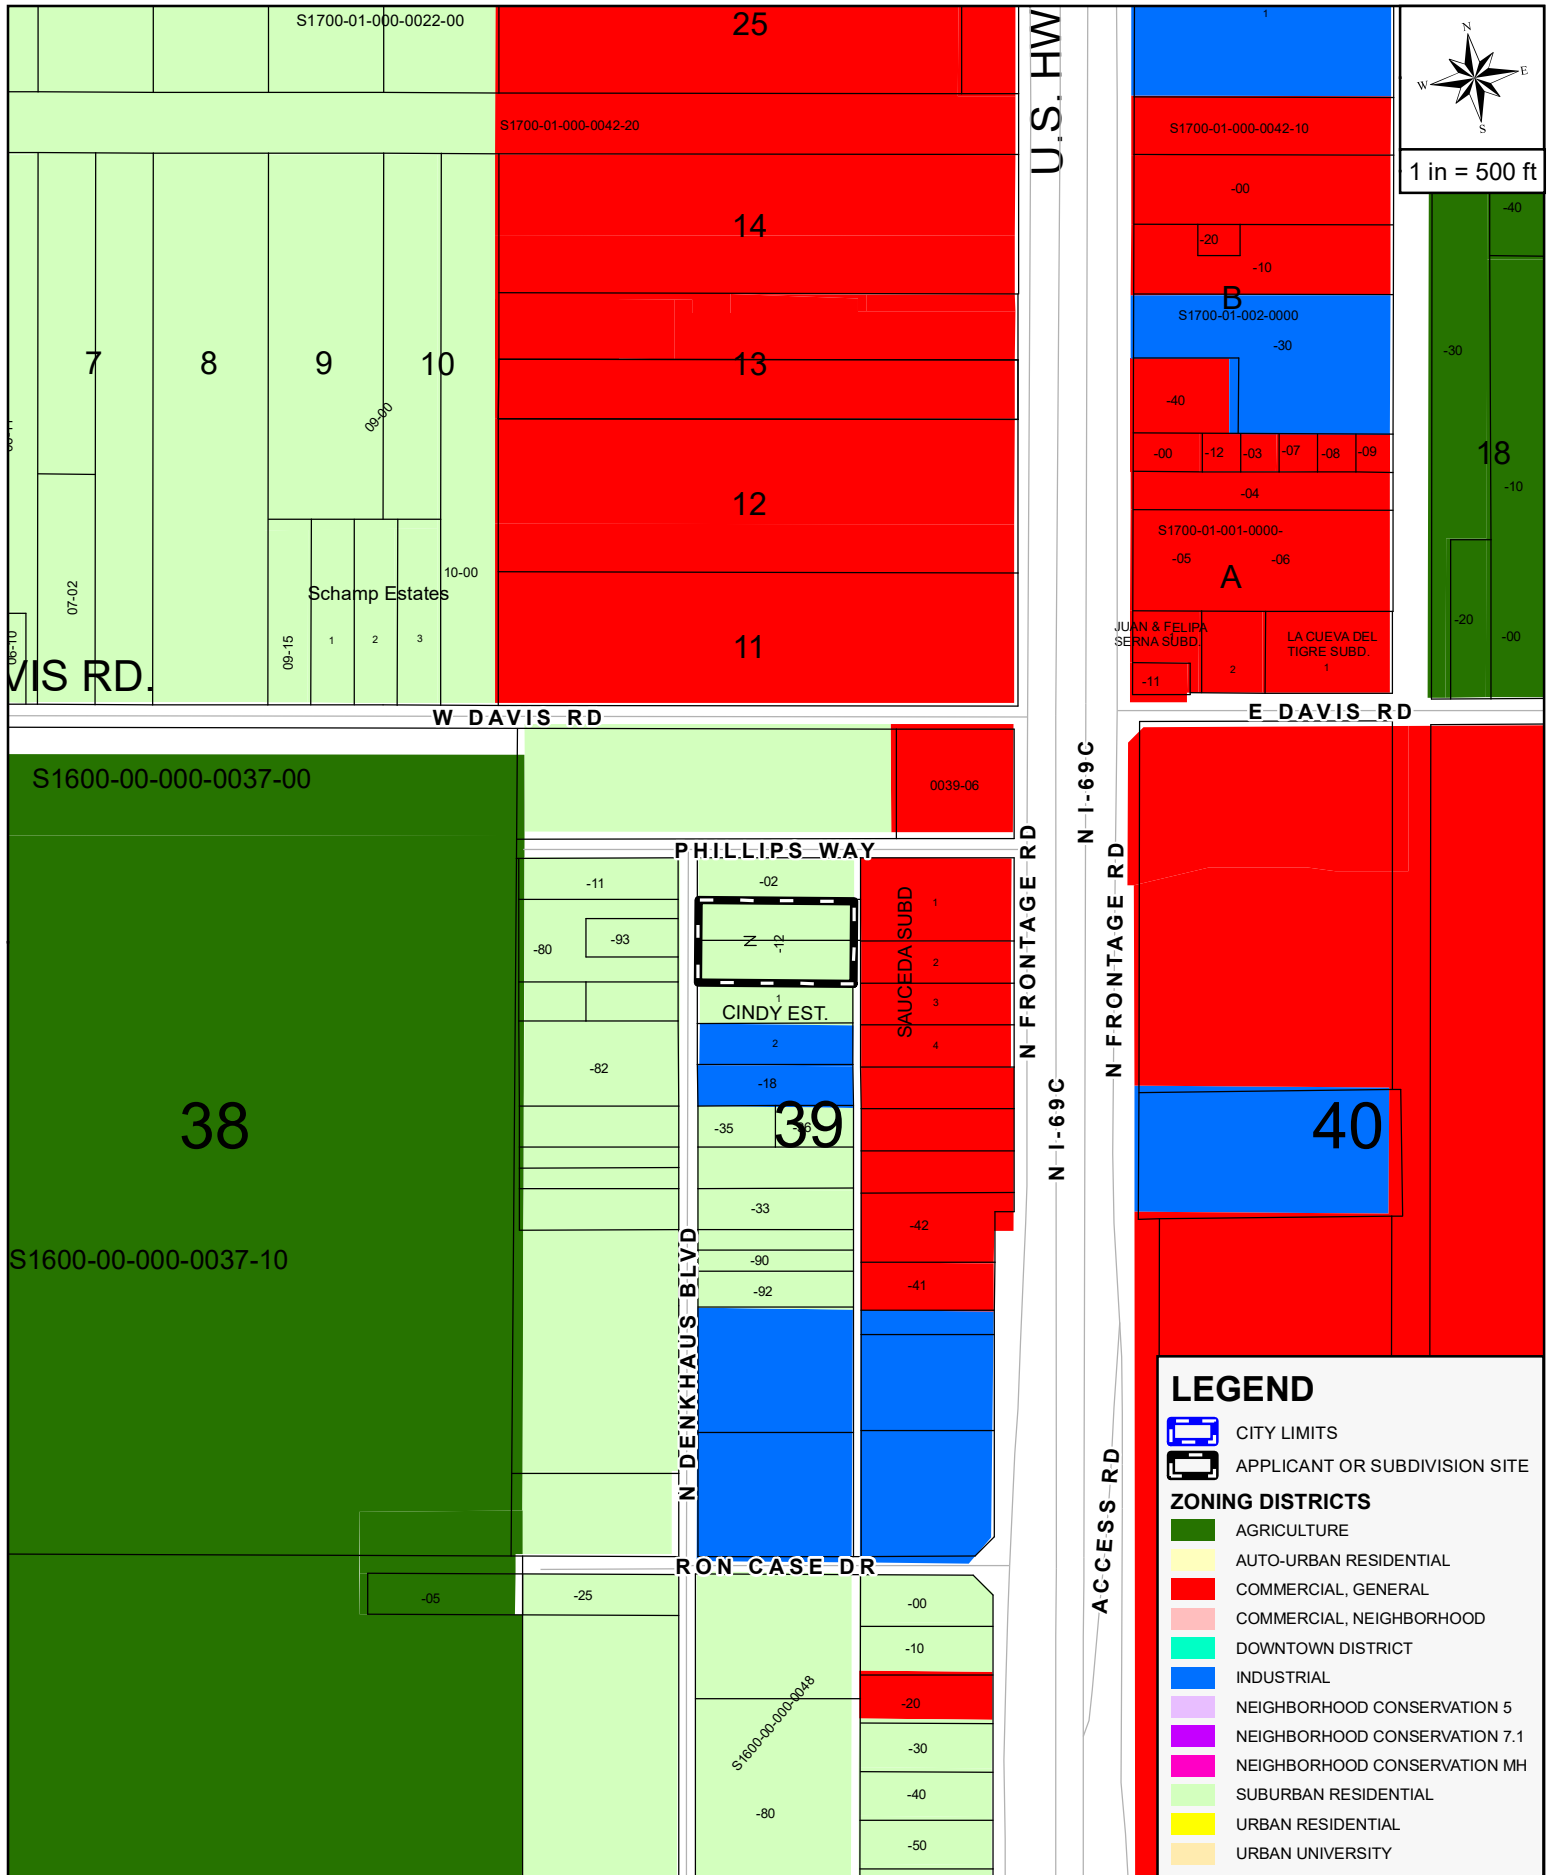 S1700-01-000-0022-00
25
U.S. HW
1
N
W
E
S
1 in = 500 ft
S1700-01-000-0042-20
S1700-01-000-0042-10
-00
-20
-10
-40
14
B
S1700-01-002-0000
-30
-30
7
8
9
10
09-00
13
-40
-00
-12
-03
-07
-08
-09
18
-10
-04
12
S1700-01-001-0000-
-05
-06
A
07-02
10-00
Schamp Estates
09-15
1
2
3
06-10
VIS RD.
11
JUAN & FELIPA
SERNA SUBD.
1
-11
2
LA CUEVA DEL
TIGRE SUBD.
1
-20
-00
W DAVIS RD
E DAVIS RD
S1600-00-000-0037-00
0039-06
N I-69C
PHILLIPS WAY
N FRONTAGE RD
N FRONTAGE RD
-11
-02
-80
-93
N
-12
SAUCEDA SUBD
1
2
3
4
1
CINDY EST.
2
-82
-18
38
39
40
-35
-36
N I-69C
-33
-42
-90
-92
-41
S1600-00-000-0037-10
N DENKHAUS BLVD
ACCESS RD
RON CASE DR
-05
-25
-00
-10
-20
-30
-40
-50
S1600-00-000-0048
-80
LEGEND
CITY LIMITS
APPLICANT OR SUBDIVISION SITE
ZONING DISTRICTS
AGRICULTURE
AUTO-URBAN RESIDENTIAL
COMMERCIAL, GENERAL
COMMERCIAL, NEIGHBORHOOD
DOWNTOWN DISTRICT
INDUSTRIAL
NEIGHBORHOOD CONSERVATION 5
NEIGHBORHOOD CONSERVATION 7.1
NEIGHBORHOOD CONSERVATION MH
SUBURBAN RESIDENTIAL
URBAN RESIDENTIAL
URBAN UNIVERSITY